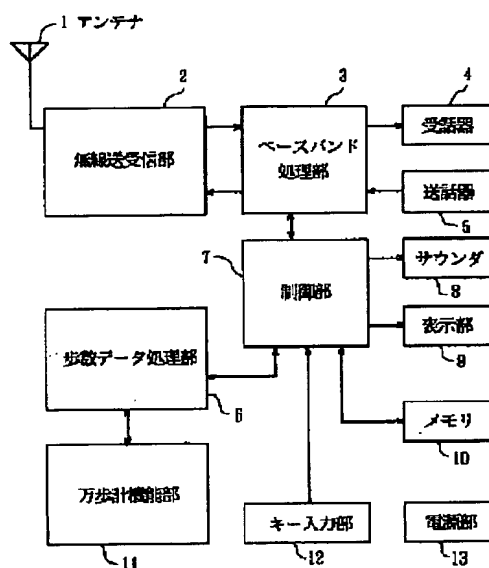 1 アンテナ
2
3
4
無線送受信部
ベースバンド
処理部
受話器
送話器
5
7
制御部
サウンダ
8
表示部
9
歩数データ処理部
6
メモリ
10
万歩計機能部
11
キー入力部
12
電源部
13